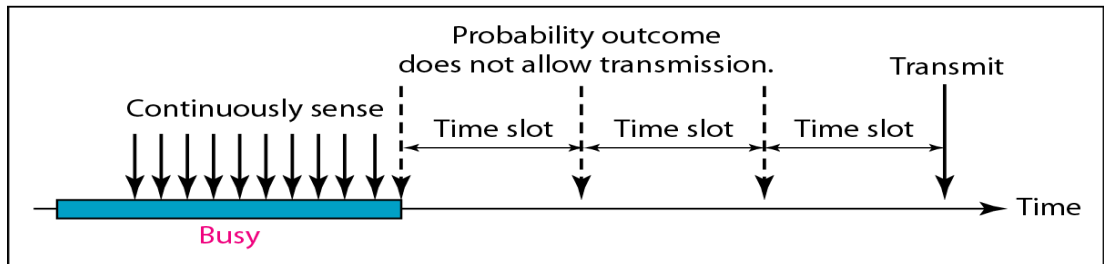 Probability outcome
does not allow transmission.
Transmit
Continuously sense
Time slot
Time slot
Time slot
Time
Busy